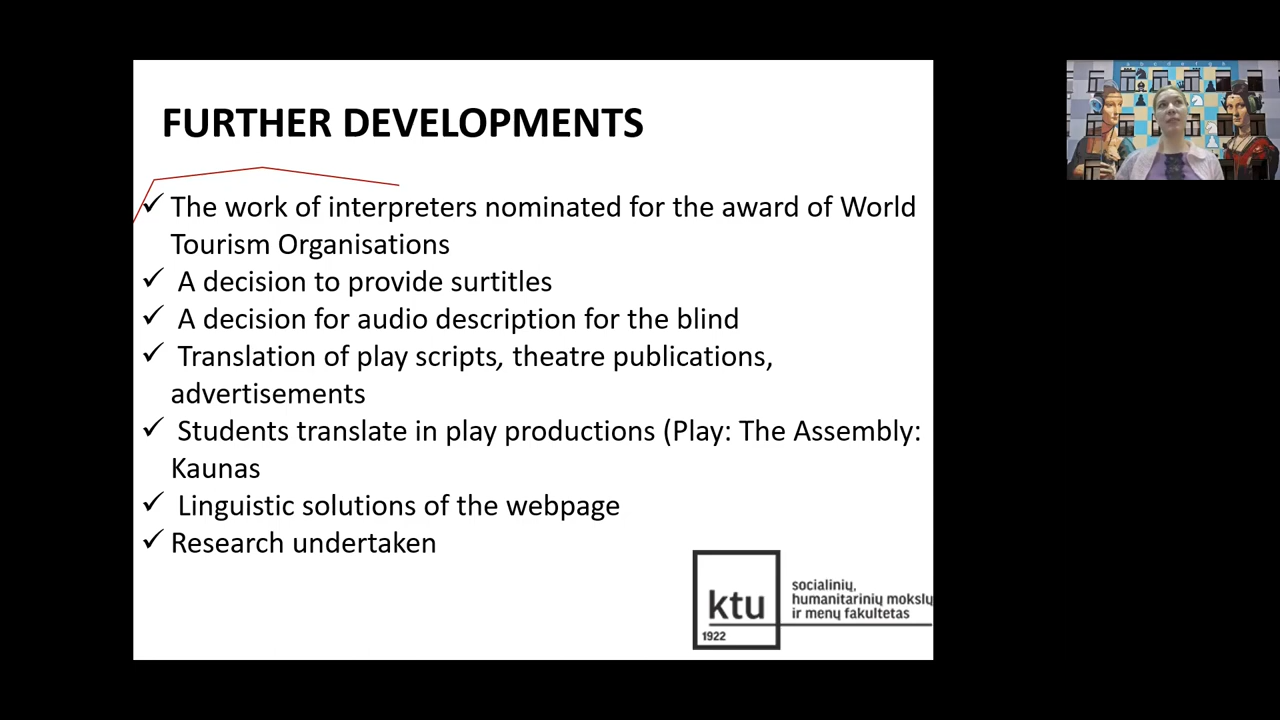 FURTHER DEVELOPMENTS
✓ The work of interpreters nominated for the award of World
Tourism Organisations
✓ A decision to provide surtitles
✓ A decision for audio description for the blind
✓ Translation of play scripts, theatre publications,
advertisements
✓ Students translate in play productions (Play: The Assembly:
Kaunas
✓ Linguistic solutions of the webpage
✓ Research undertaken
ktu
1922
socialinių,
humanitarinių mokslų
ir menų fakultetas